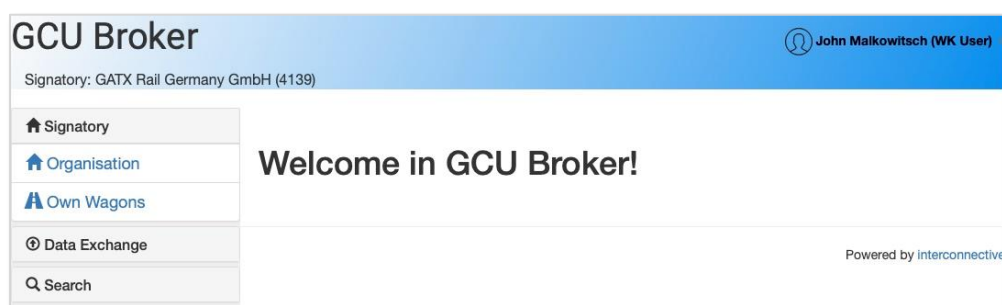 GCU Broker
John Malkowitsch (WK User)
Signatory: GATX Rail Germany GmbH (4139)
Signatory
Organisation
Own Wagons
Data Exchange
Search
Welcome in GCU Broker!
Powered by interconnective